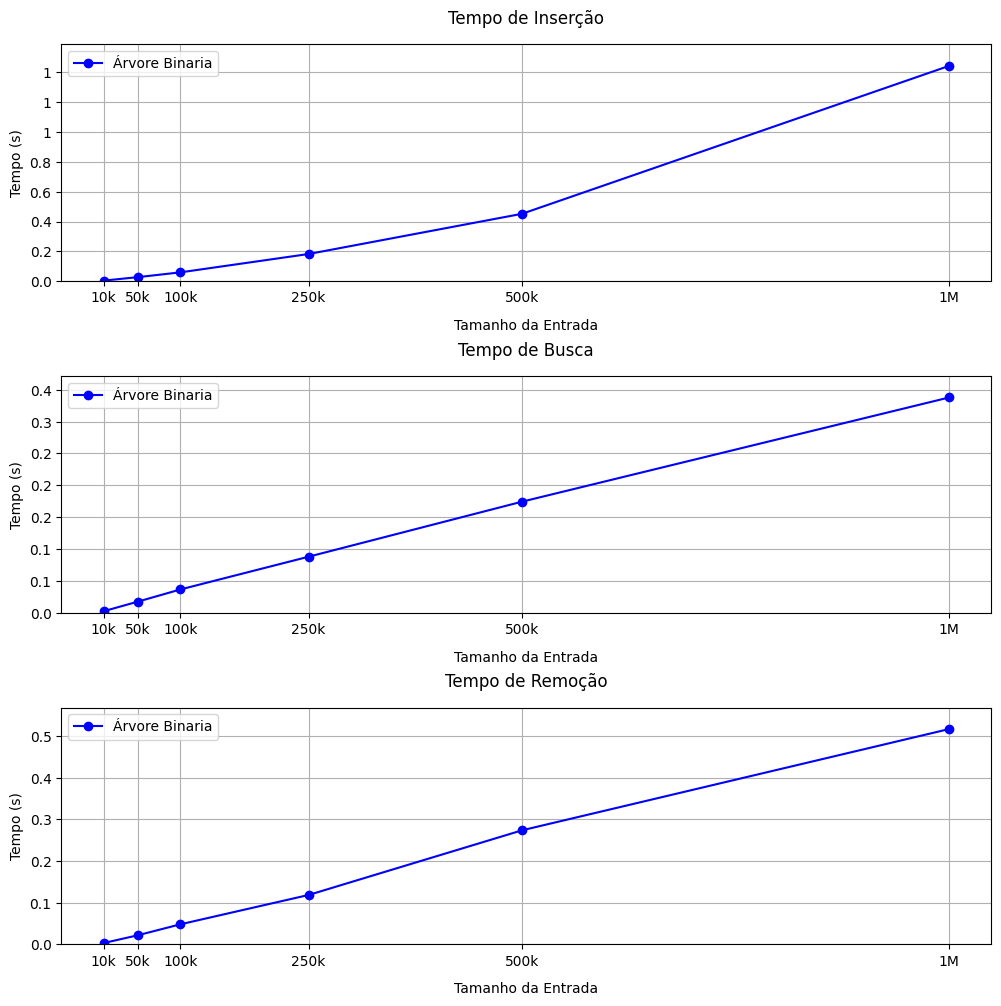 Tempo de Inserção
Árvore Binaria
1
1
1
0.8
0.6
0.4
0.2
0.0
Tempo (s)
10k 50k 100k 250k 500k 1M
Tamanho da Entrada
Tempo de Busca
Árvore Binaria
0.4
0.3
0.2
0.2
0.2
0.1
0.1
0.0
Tempo (s)
10k 50k 100k 250k 500k 1M
Tamanho da Entrada
Tempo de Remoção
Árvore Binaria
0.5
0.4
0.3
0.2
0.1
0.0
Tempo (s)
10k 50k 100k 250k 500k 1M
Tamanho da Entrada